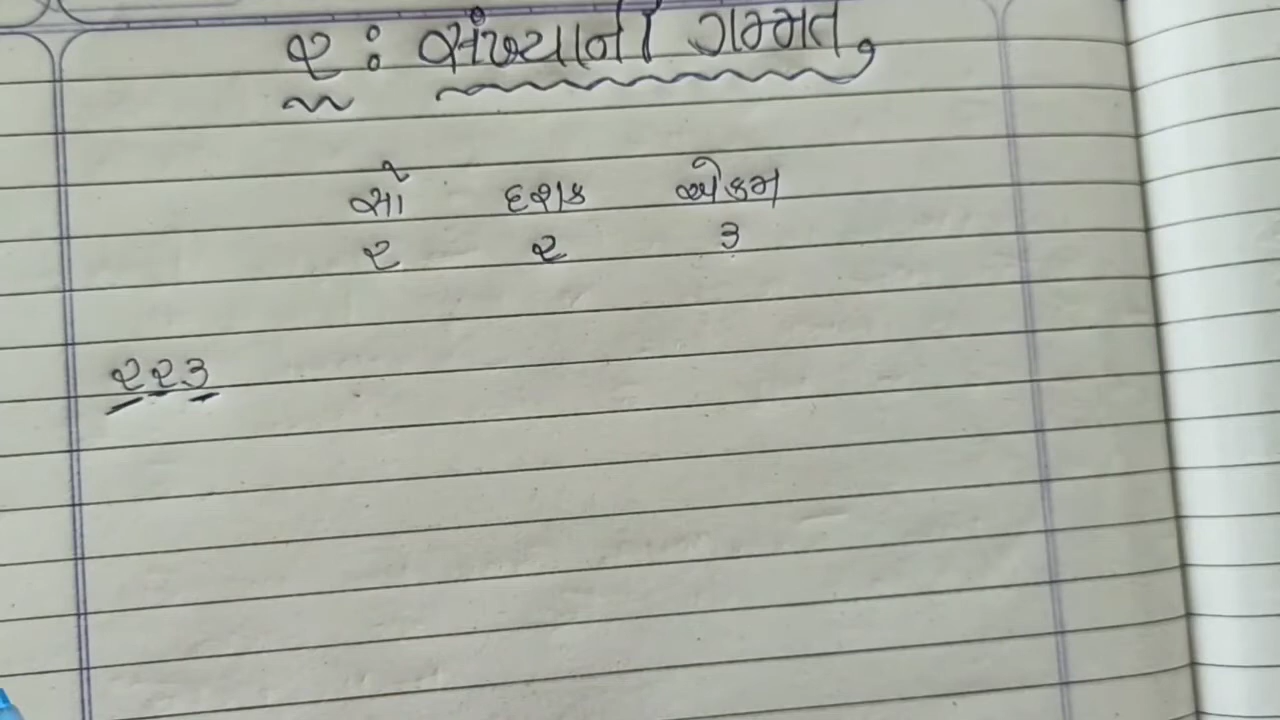 ૨ : સંખ્યાની ગમ્મત,
સો દશક એકમ
૨ ૨ ૩
૨૨૩